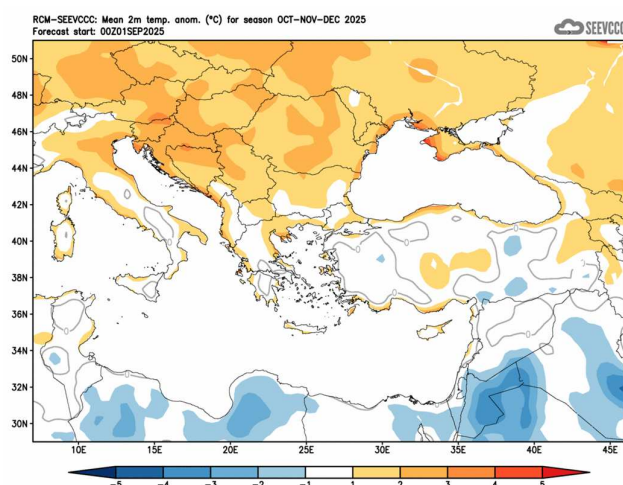 RCM-SEEVCCC: Mean 2m temp. anom. (°C) for season OCT-NOV-DEC 2025
Forecast start: 00Z01SEP2025
SEEVCCC
50N
48N
46N
44N
42N
40N
38N
36N
34N
32N
30N
10E 15E 20E 25E 30E 35E 40E 45E
-5 -4 -3 -2 -1 1 2 3 4 5